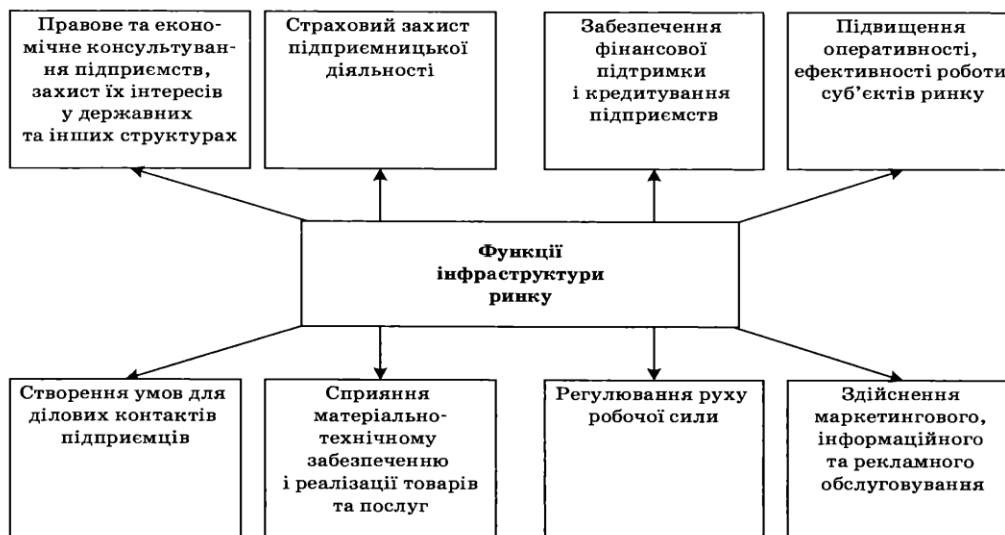 Правове та еконо-
мічне консультуван-
ня підприємств,
захист їх інтересів
у державних
та інших структурах
Страховий захист
підприємницької
діяльності
Забезпечення
фінансової
підтримки
і кредитування
підприємств
Підвищення
оперативності,
ефективності роботи
суб’єктів ринку
Функції
інфраструктури
ринку
Створення умов для
ділових контактів
підприємців
Сприяння
матеріально-
технічному
забезпеченню
і реалізації товарів
та послуг
Регулювання руху
робочої сили
Здійснення
маркетингового,
інформаційного
та рекламного
обслуговування